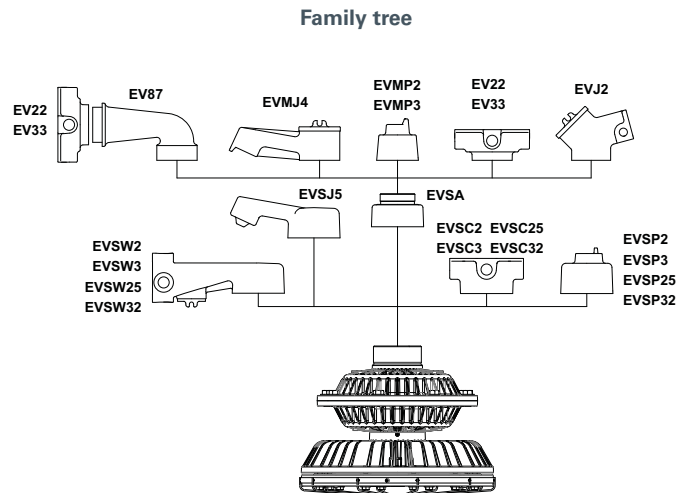 Family tree
EV22
EV33
EV87
EVMJ4
EVMP2
EVMP3
EV22
EV33
EVJ2
EVSJ5
EVSA
EVSW2
EVSW3
EVSW25
EVSW32
EVSC2 EVSC25
EVSC3 EVSC32
EVSP2
EVSP3
EVSP25
EVSP32